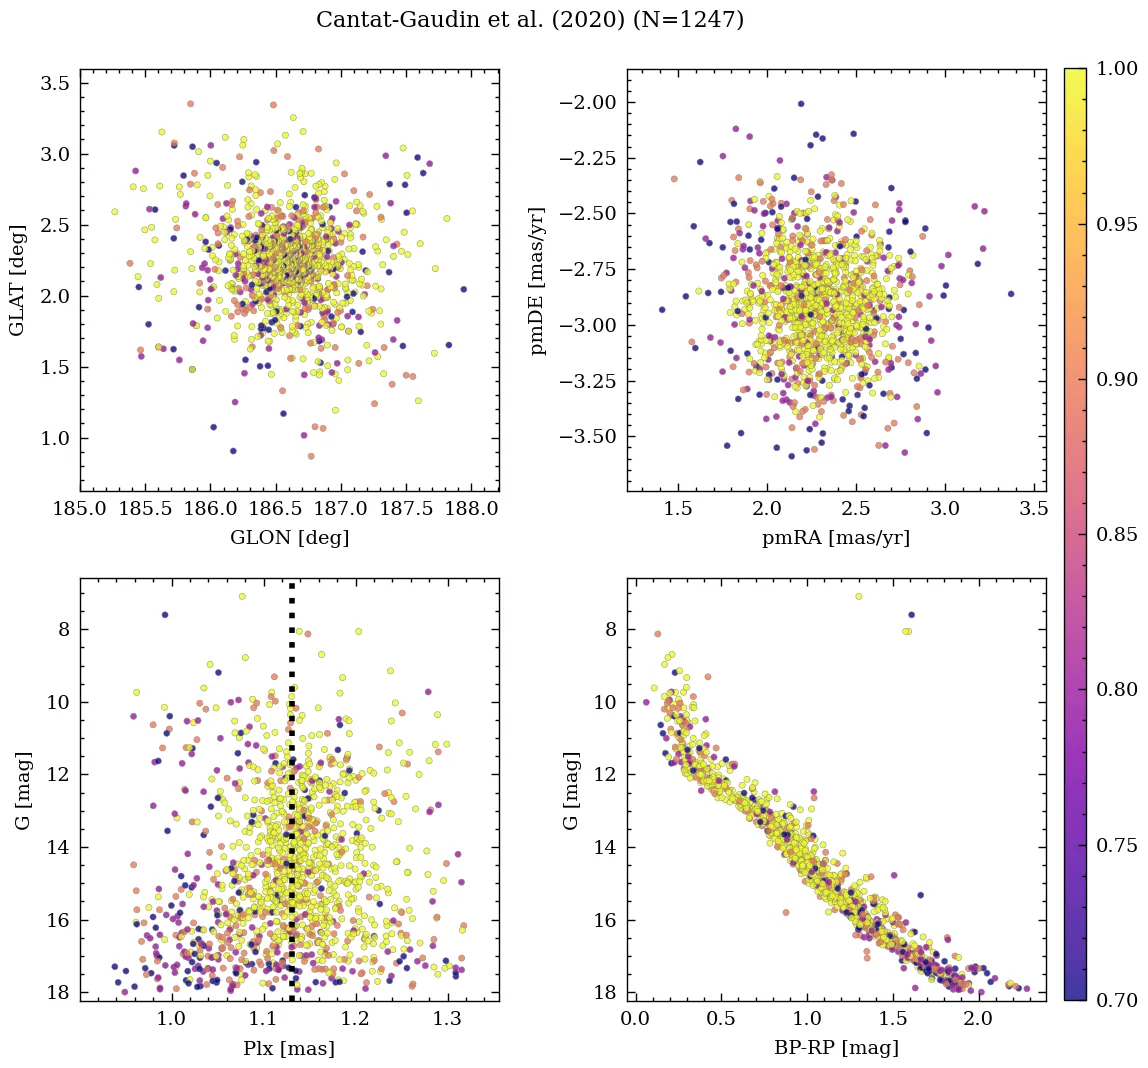 Cantat-Gaudin et al. (2020) (N=1247)
3.5
3.0
2.5
2.0
1.5
1.0
GLAT [deg]
185.0 185.5 186.0 186.5 187.0 187.5 188.0
GLON [deg]
−2.00
−2.25
−2.50
−2.75
−3.00
−3.25
−3.50
pmDE [mas/yr]
1.5 2.0 2.5 3.0 3.5
pmRA [mas/yr]
8
10
12
14
16
18
G [mag]
1.0 1.1 1.2 1.3
Plx [mas]
8
10
12
14
16
18
G [mag]
0.0 0.5 1.0 1.5 2.0
BP-RP [mag]
1.00
0.95
0.90
0.85
0.80
0.75
0.70